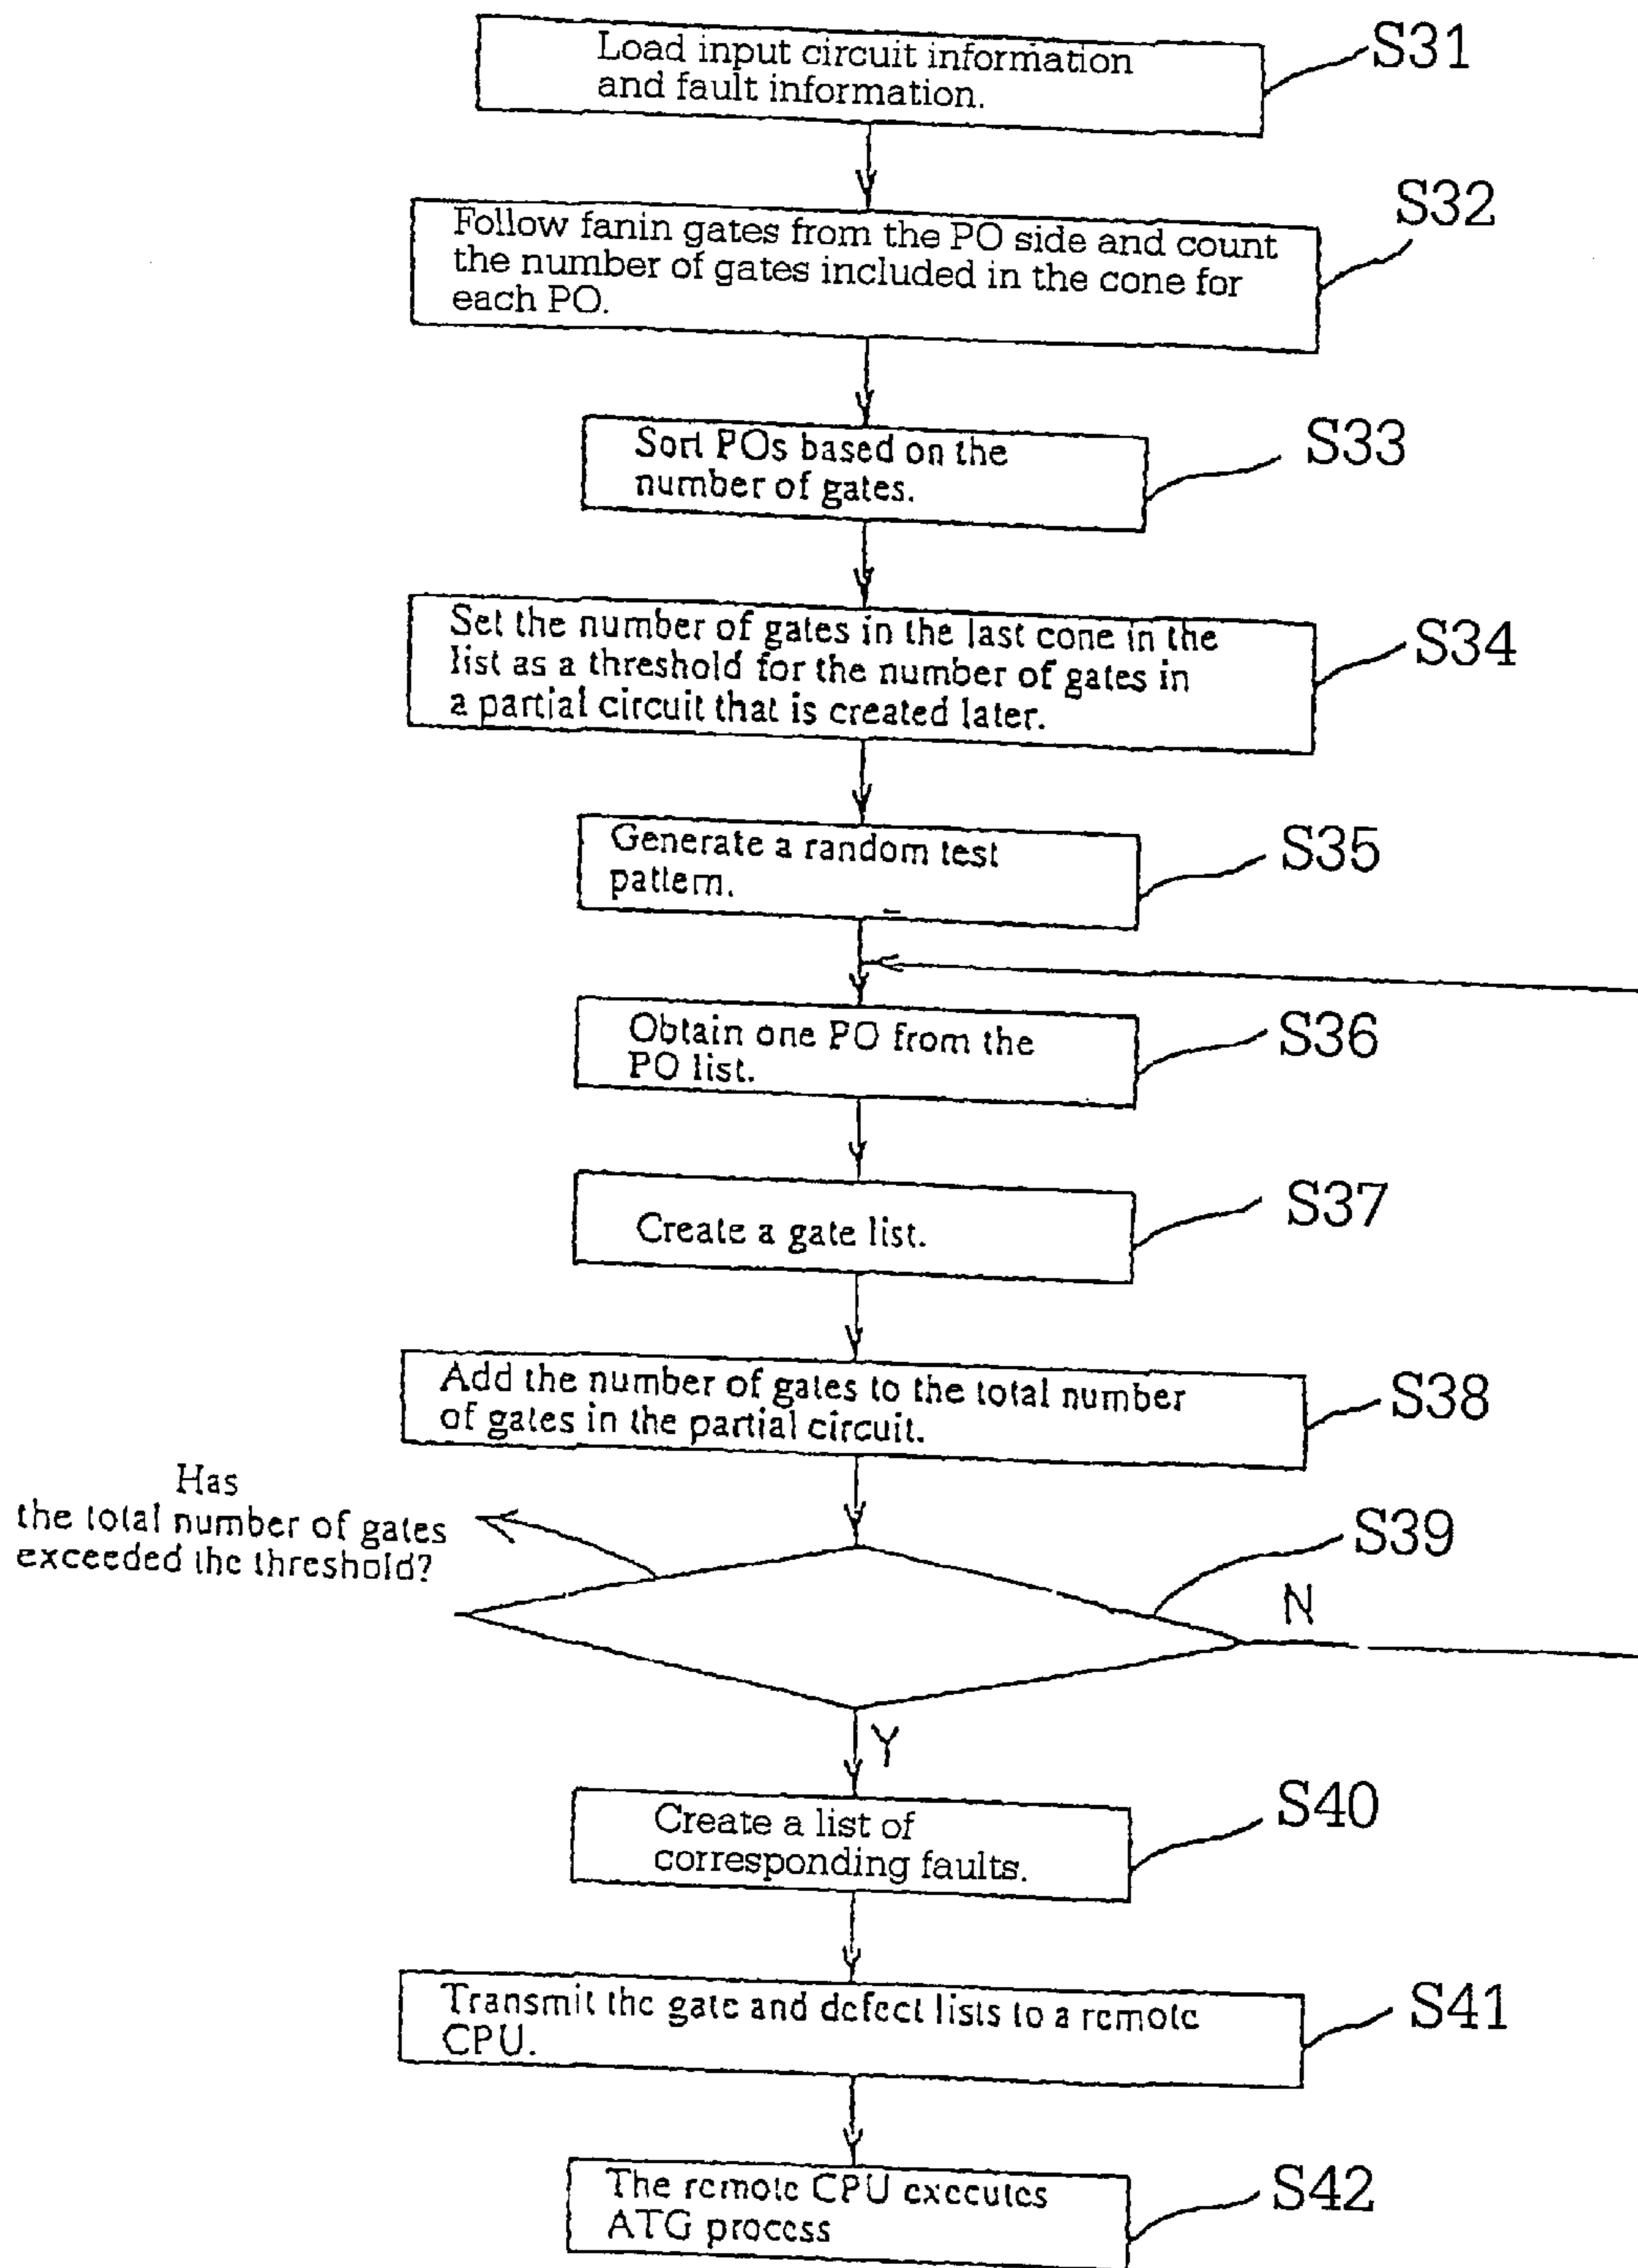 Load input circuit information
and fault information.
S31
Follow fanin gates from the PO side and count
the number of gates included in the cone for
each PO.
S32
Sort POs based on the
number of gates.
S33
Set the number of gates in the last cone in the
list as a threshold for the number of gates in
a partial circuit that is created later.
S34
Generate a random test
pattern.
S35
Obtain one PO from the
PO list.
S36
Create a gate list.
S37
Add the number of gates to the total number
of gates in the partial circuit.
S38
Has
the total number of gates
exceeded the threshold?
S39
N
Y
Create a list of
corresponding faults.
S40
Transmit the gate and defect lists to a remote
CPU.
S41
The remote CPU executes
ATG process
S42